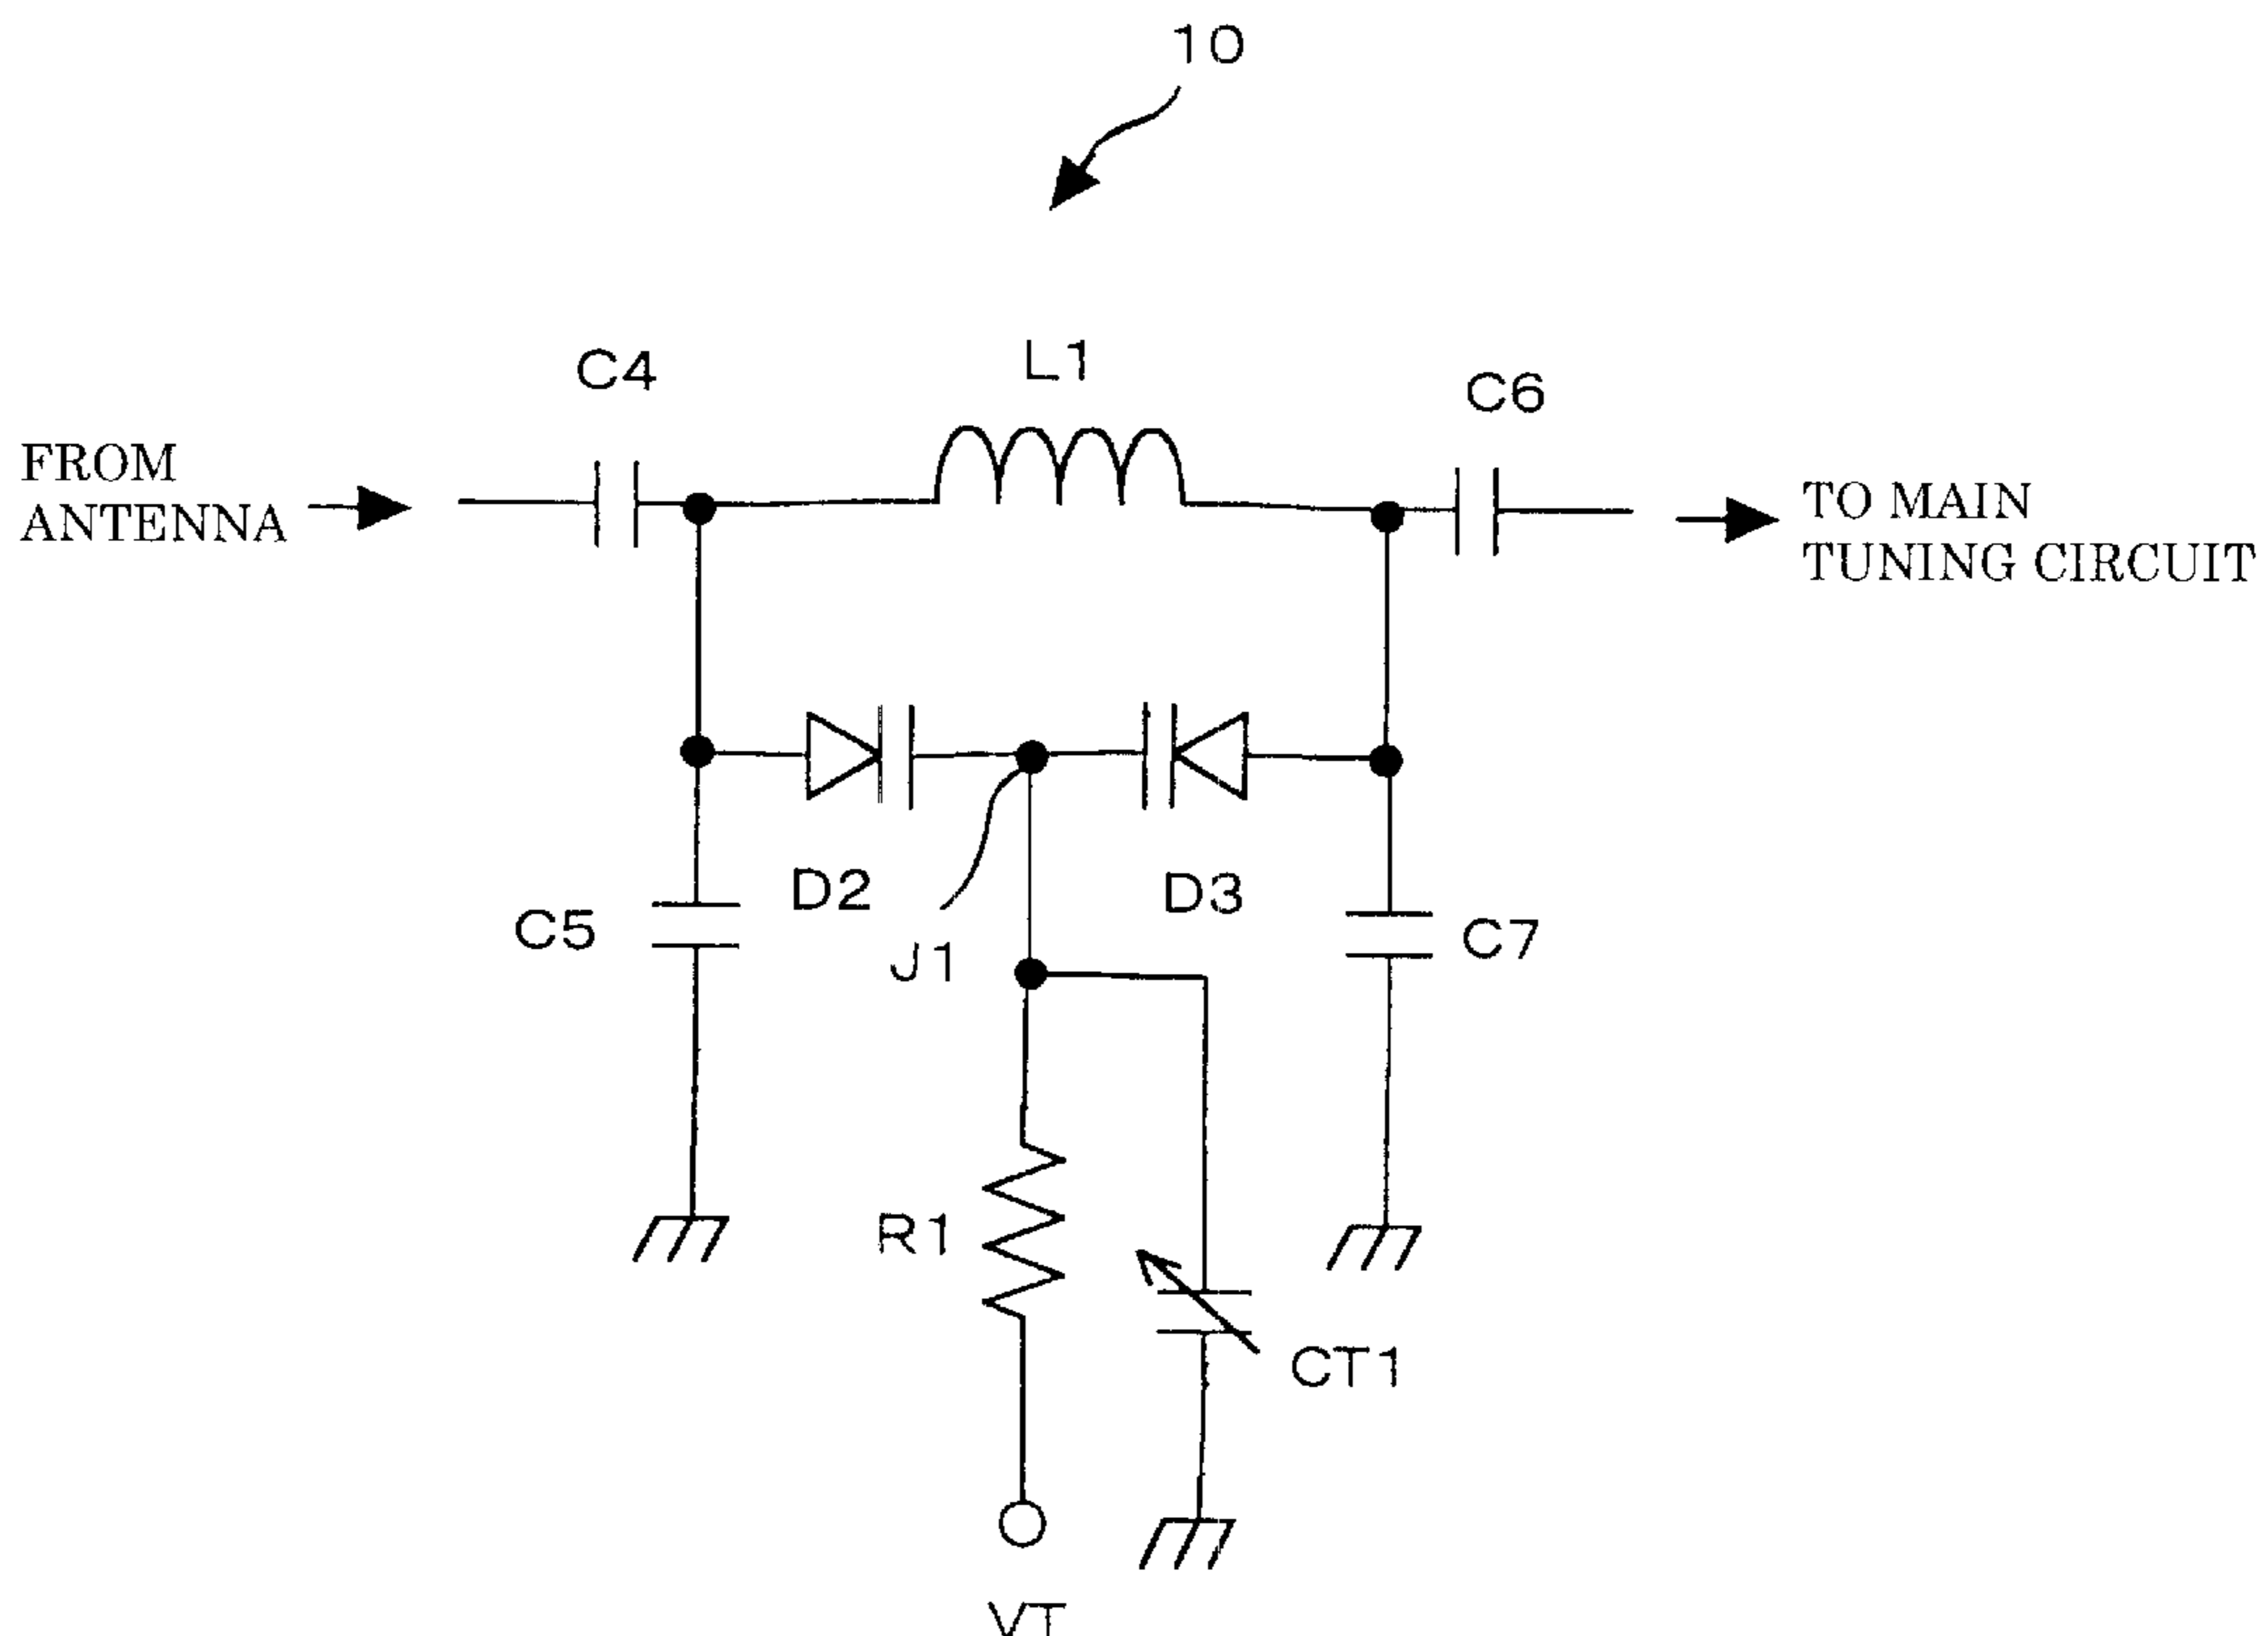 10
C4
L1
C6
FROM
ANTENNA
TO MAIN
TUNING CIRCUIT
D2
D3
C5
J1
C7
R1
CT1
VT